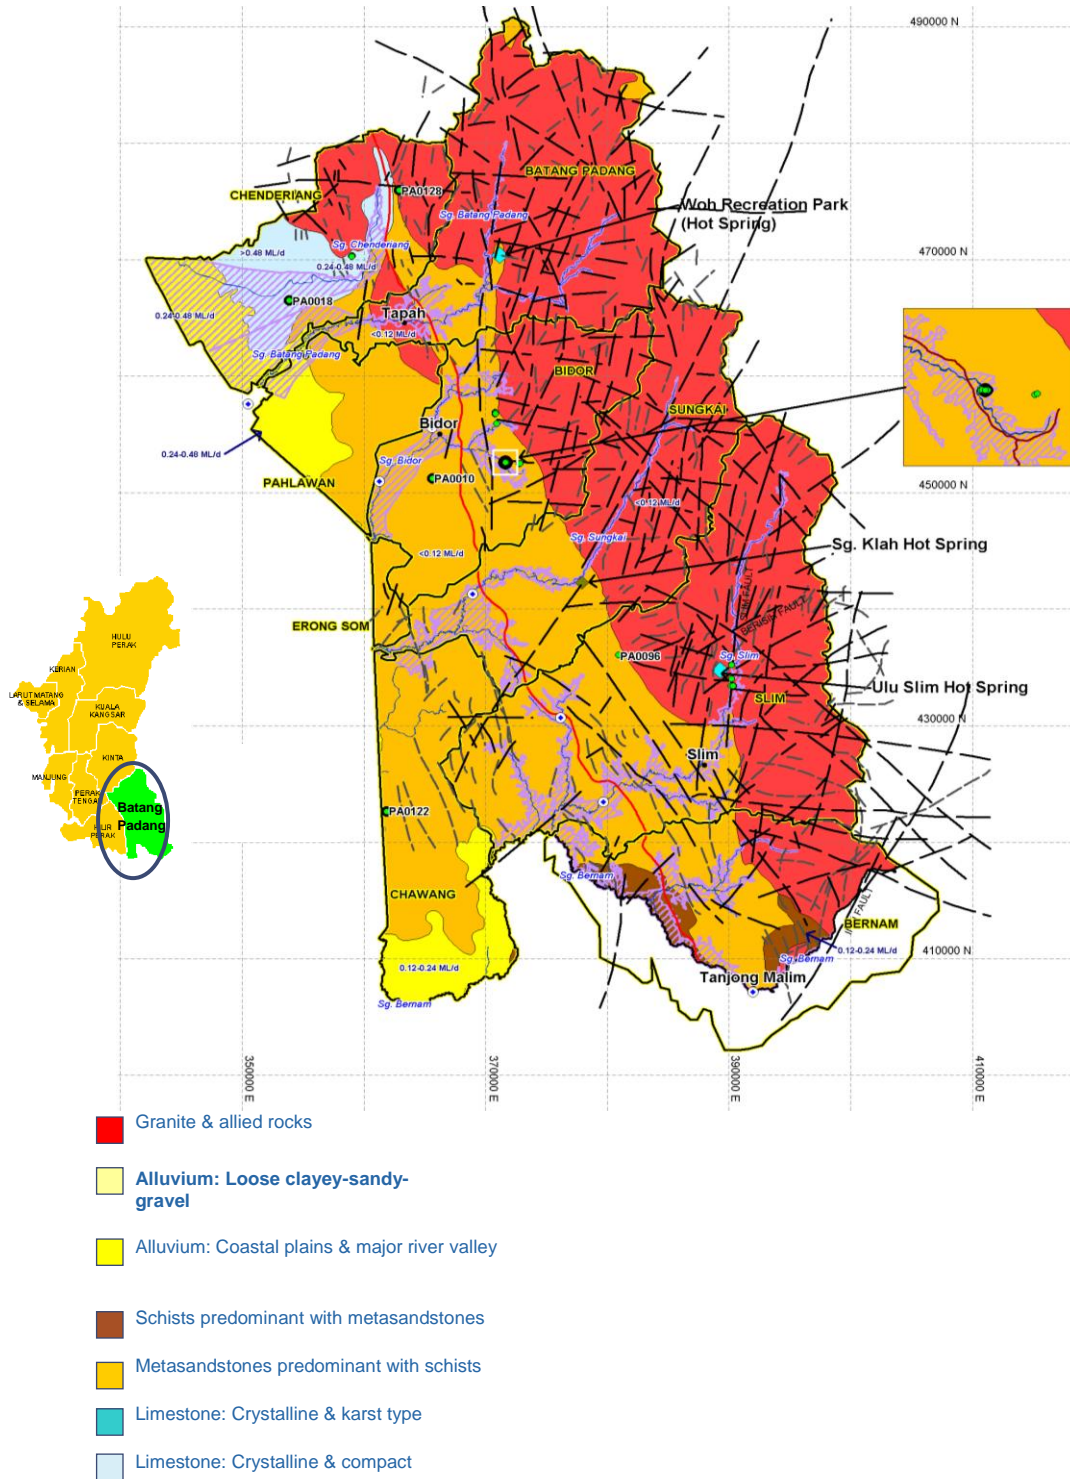 490000 N
BATANG PADANG
CHENDERIANG
PA0128
Woh Recreation Park
(Hot Spring)
Sg. Batang Padang
Sg. Chenderiang
>0.48 ML/d
0.24-0.48 ML/d
470000 N
PA0018
0.24-0.48 ML/d
Tapah
<0.12 ML/d
Sg. Batang Padang
BIDOR
SUNGKAI
Bidor
0.24-0.48 ML/d
Sg. Bidor
PA0010
PAHLAWAN
450000 N
<0.12 ML/d
Sg. Sungkai
<0.12 ML/d
Sg. Klah Hot Spring
SLIM FAULT
BERISIN FAULT
ERONG SOM
PA0096
Sg. Slim
Ulu Slim Hot Spring
SLIM
430000 N
Slim
PA0122
Sg. Bernam
CHAWANG
BERNAM
0.12-0.24 ML/d
0.12-0.24 ML/d
410000 N
Sg. Bernam
Tanjong Malim
Sg. Bernam
350000 E
370000 E
390000 E
410000 E
HULU
PERAK
KERIAN
LARUT MATANG
& SELAMA
KUALA
KANGSAR
KINTA
MANJUNG
PERAK
TENGAH
Batang
Padang
HILIR
PERAK
Granite & allied rocks
Alluvium: Loose clayey-sandy-
gravel
Alluvium: Coastal plains & major river valley
Schists predominant with metasandstones
Metasandstones predominant with schists
Limestone: Crystalline & karst type
Limestone: Crystalline & compact